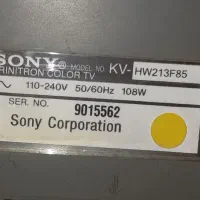 SONY® MODEL NO. KV-HW213F85
TRINITRON COLOR TV
~ 110-240V 50/60Hz 108W
SER. NO. 9015562
Sony Corporation